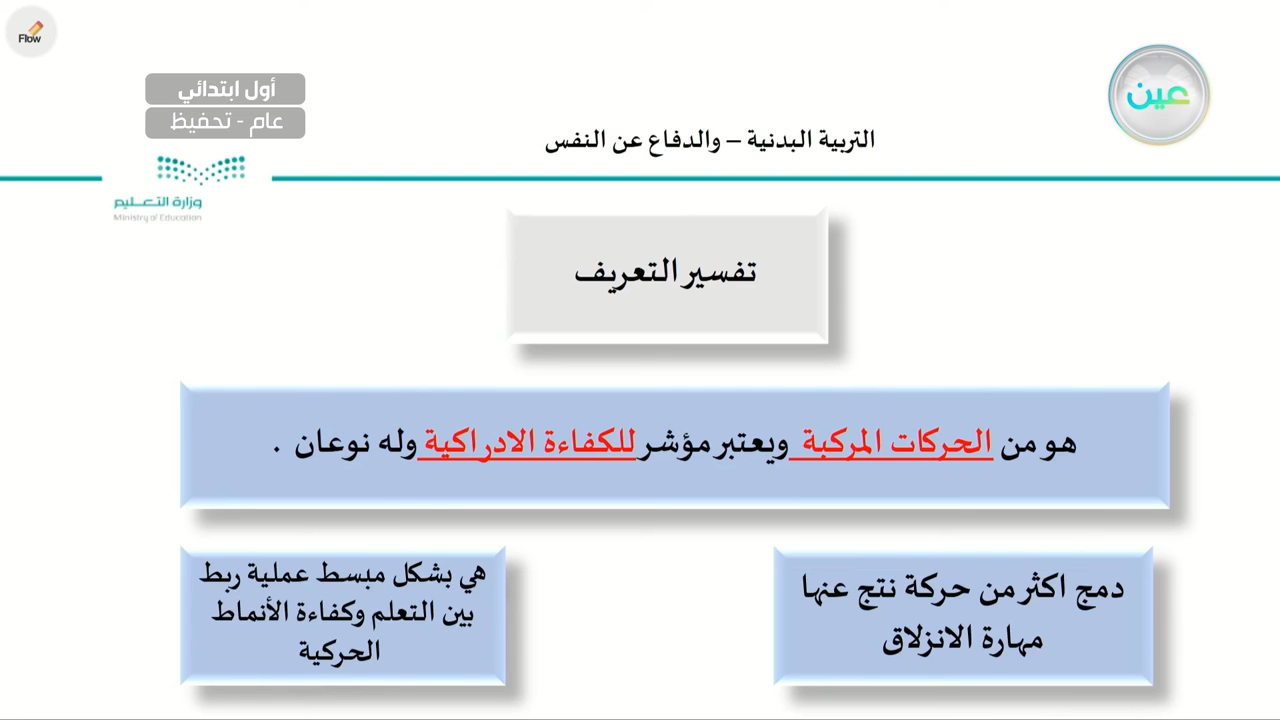 Flow
أول ابتدائي
عام - تحفيظ
عين
التربية البدنية – والدفاع عن النفس
وزارة التعليم
Ministry of Education
تفسير التعريف
هو من الحركات المركبة ويعتبر مؤشر للكفاءة الادراكية وله نوعان .
دمج اكثر من حركة نتج عنها
مهارة الانزلاق
هي بشكل مبسط عملية ربط
بين التعلم وكفاءة الأنماط
الحركية